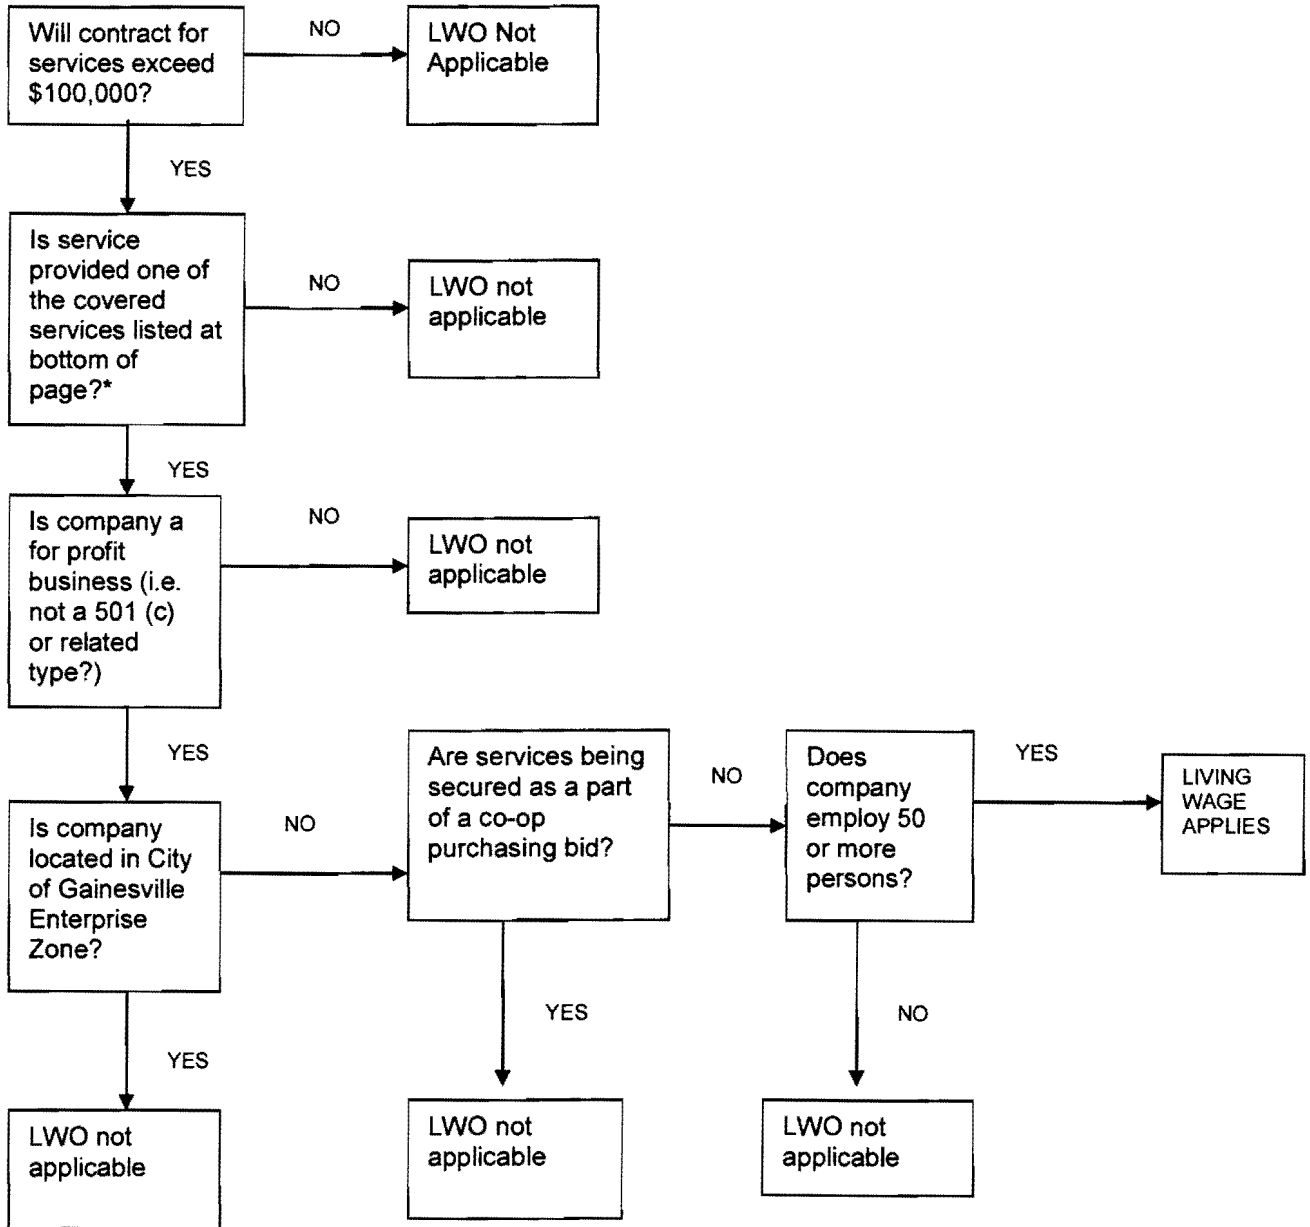 Will contract for
services exceed
$100,000?
NO
LWO Not
Applicable
YES
Is service
provided one of
the covered
services listed at
bottom of
page?*
NO
LWO not
applicable
YES
Is company a
for profit
business (i.e.
not a 501 (c)
or related
type?)
NO
LWO not
applicable
YES
Is company
located in City
of Gainesville
Enterprise
Zone?
NO
Are services being
secured as a part
of a co-op
purchasing bid?
NO
Does
company
employ 50
or more
persons?
YES
LIVING
WAGE
APPLIES
YES
LWO not
applicable
YES
LWO not
applicable
NO
LWO not
applicable